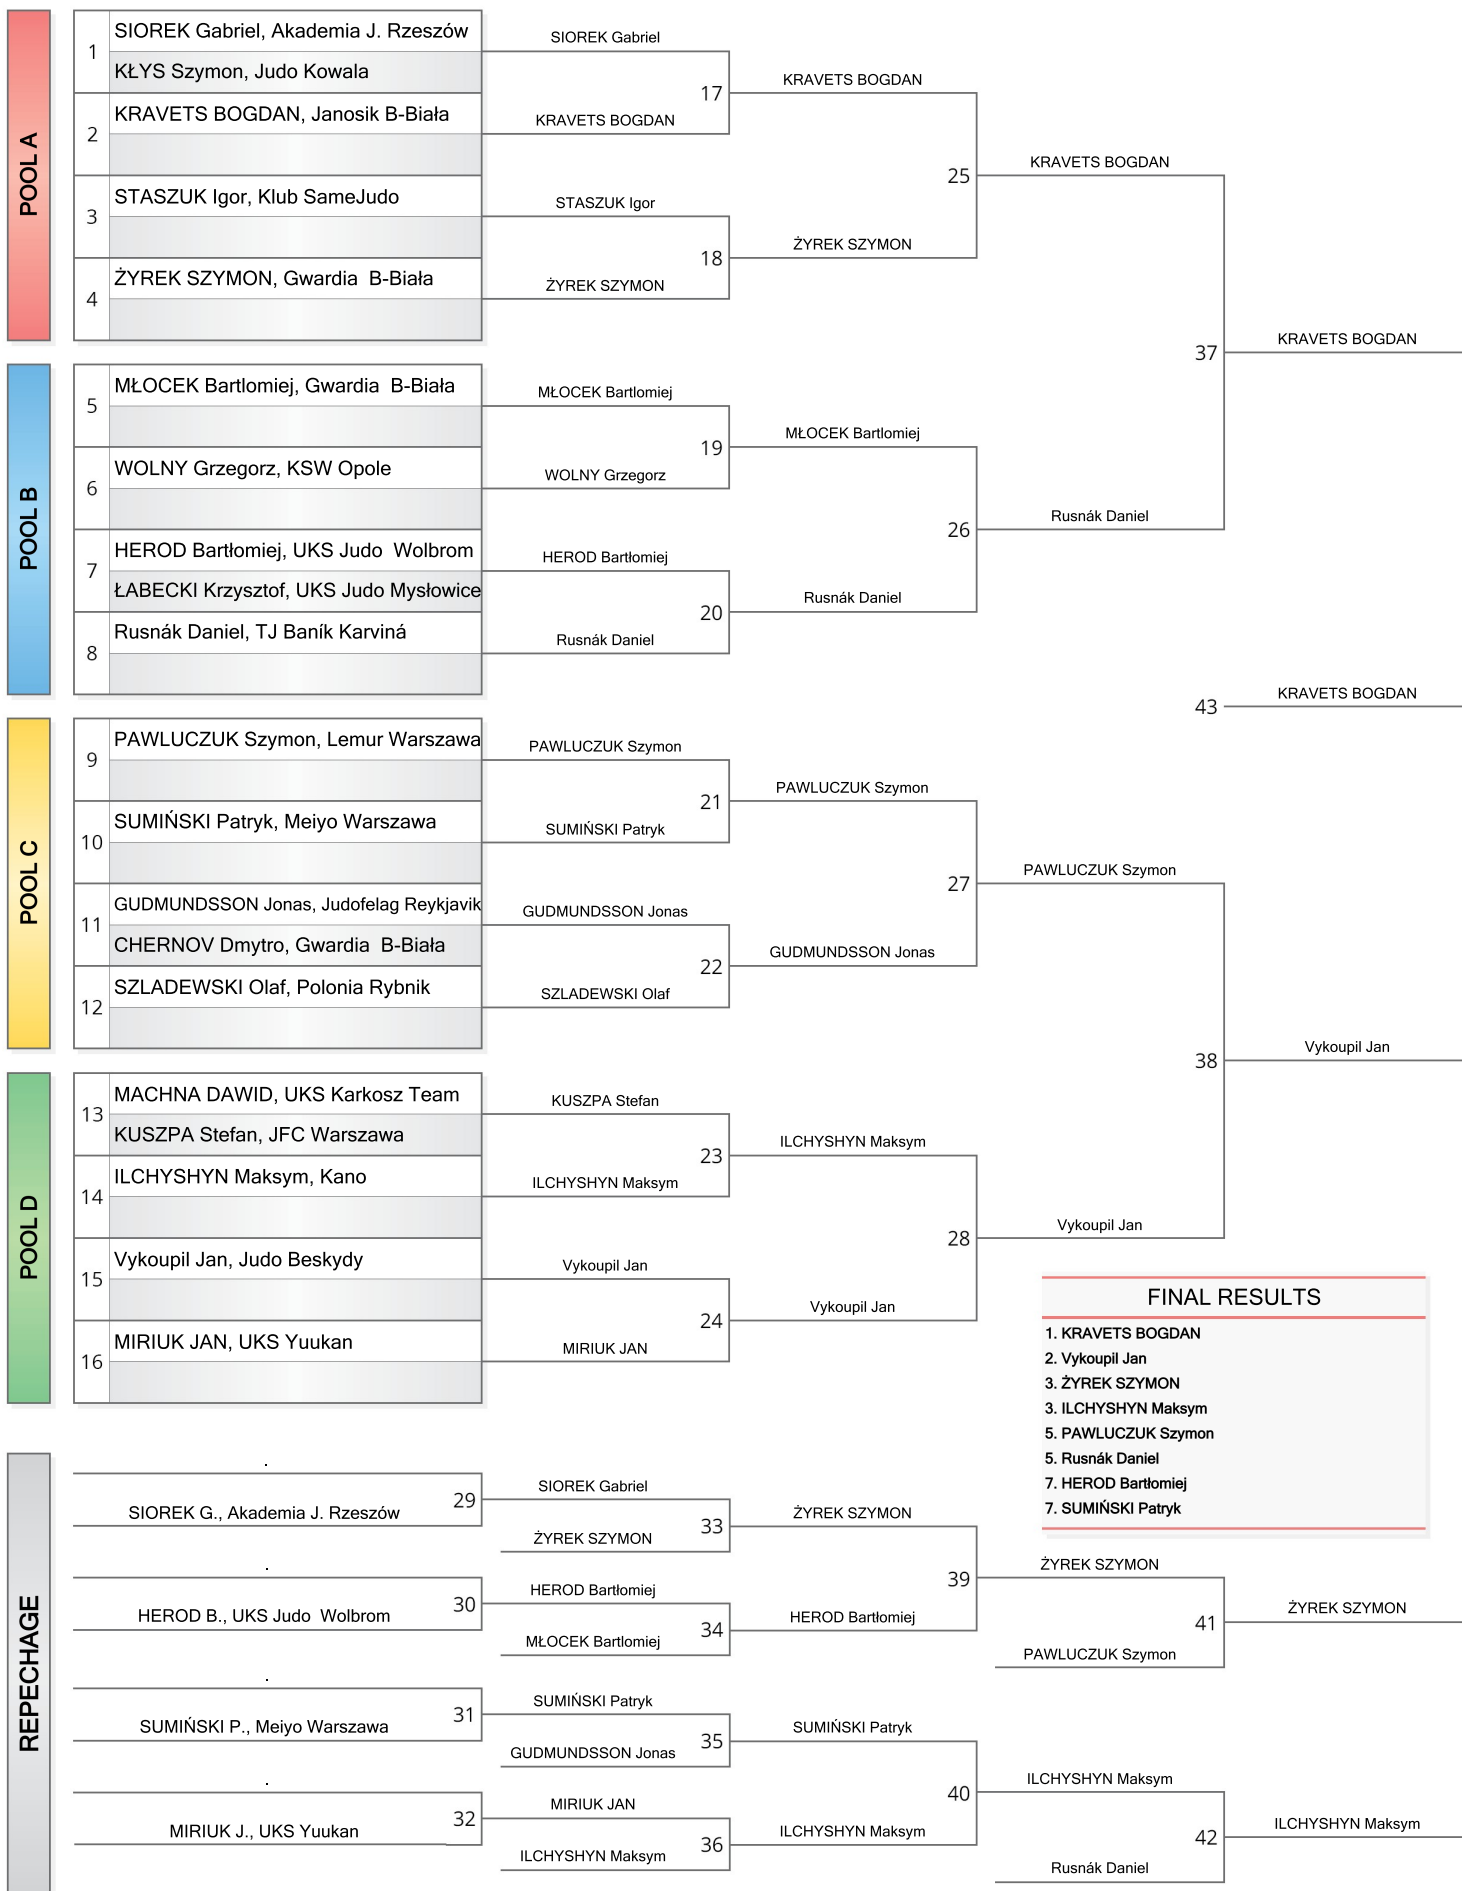 POOL A
1
SIOREK Gabriel, Akademia J. Rzeszów
KŁYS Szymon, Judo Kowala
2
KRAVETS BOGDAN, Janosik B-Biała
3
STASZUK Igor, Klub SameJudo
4
ŻYREK SZYMON, Gwardia  B-Biała
SIOREK Gabriel
17
KRAVETS BOGDAN
STASZUK Igor
18
ŻYREK SZYMON
KRAVETS BOGDAN
25
ŻYREK SZYMON
KRAVETS BOGDAN
POOL B
5
MŁOCEK Bartlomiej, Gwardia  B-Biała
6
WOLNY Grzegorz, KSW Opole
7
HEROD Bartłomiej, UKS Judo  Wolbrom
ŁABECKI Krzysztof, UKS Judo Mysłowice
8
Rusnák Daniel, TJ Baník Karviná
MŁOCEK Bartlomiej
19
WOLNY Grzegorz
HEROD Bartłomiej
20
Rusnák Daniel
MŁOCEK Bartlomiej
26
Rusnák Daniel
Rusnák Daniel
37
KRAVETS BOGDAN
43
KRAVETS BOGDAN
POOL C
9
PAWLUCZUK Szymon, Lemur Warszawa
10
SUMIŃSKI Patryk, Meiyo Warszawa
11
GUDMUNDSSON Jonas, Judofelag Reykjavik
CHERNOV Dmytro, Gwardia  B-Biała
12
SZLADEWSKI Olaf, Polonia Rybnik
PAWLUCZUK Szymon
21
SUMIŃSKI Patryk
GUDMUNDSSON Jonas
22
SZLADEWSKI Olaf
PAWLUCZUK Szymon
27
GUDMUNDSSON Jonas
PAWLUCZUK Szymon
POOL D
13
MACHNA DAWID, UKS Karkosz Team
KUSZPA Stefan, JFC Warszawa
14
ILCHYSHYN Maksym, Kano
15
Vykoupil Jan, Judo Beskydy
16
MIRIUK JAN, UKS Yuukan
KUSZPA Stefan
23
ILCHYSHYN Maksym
Vykoupil Jan
24
MIRIUK JAN
ILCHYSHYN Maksym
28
Vykoupil Jan
Vykoupil Jan
38
Vykoupil Jan
FINAL RESULTS
1. KRAVETS BOGDAN
2. Vykoupil Jan
3. ŻYREK SZYMON
3. ILCHYSHYN Maksym
5. PAWLUCZUK Szymon
5. Rusnák Daniel
7. HEROD Bartłomiej
7. SUMIŃSKI Patryk
REPECHAGE
.
29
SIOREK G., Akademia J. Rzeszów
.
30
HEROD B., UKS Judo  Wolbrom
.
31
SUMIŃSKI P., Meiyo Warszawa
.
32
MIRIUK J., UKS Yuukan
SIOREK Gabriel
33
ŻYREK SZYMON
HEROD Bartłomiej
34
MŁOCEK Bartlomiej
SUMIŃSKI Patryk
35
GUDMUNDSSON Jonas
MIRIUK JAN
36
ILCHYSHYN Maksym
ŻYREK SZYMON
39
HEROD Bartłomiej
SUMIŃSKI Patryk
40
ILCHYSHYN Maksym
ŻYREK SZYMON
41
PAWLUCZUK Szymon
ILCHYSHYN Maksym
42
Rusnák Daniel
ŻYREK SZYMON
ILCHYSHYN Maksym